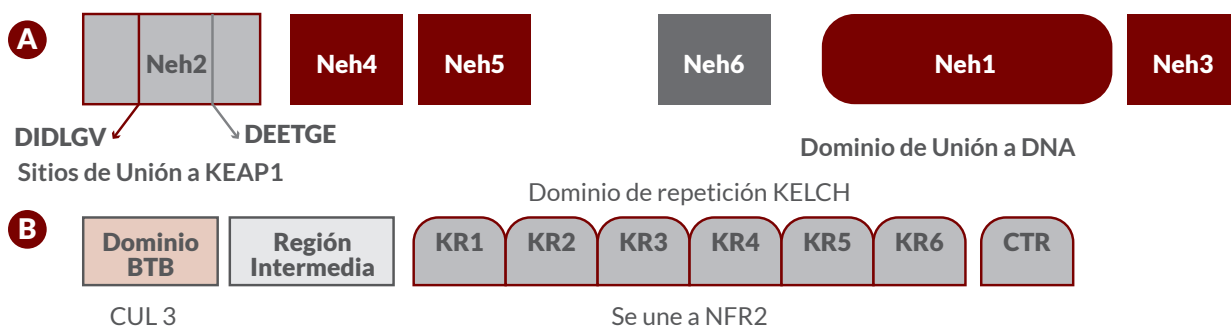 A
Neh2
Neh4
Neh5
Neh6
Neh1
Neh3
DIDLGV
DEETGE
Sitios de Unión a KEAP1
Dominio de Unión a DNA
Dominio de repetición KELCH
B
Dominio
BTB
Región
Intermedia
KR1
KR2
KR3
KR4
KR5
KR6
CTR
CUL 3
Se une a NFR2